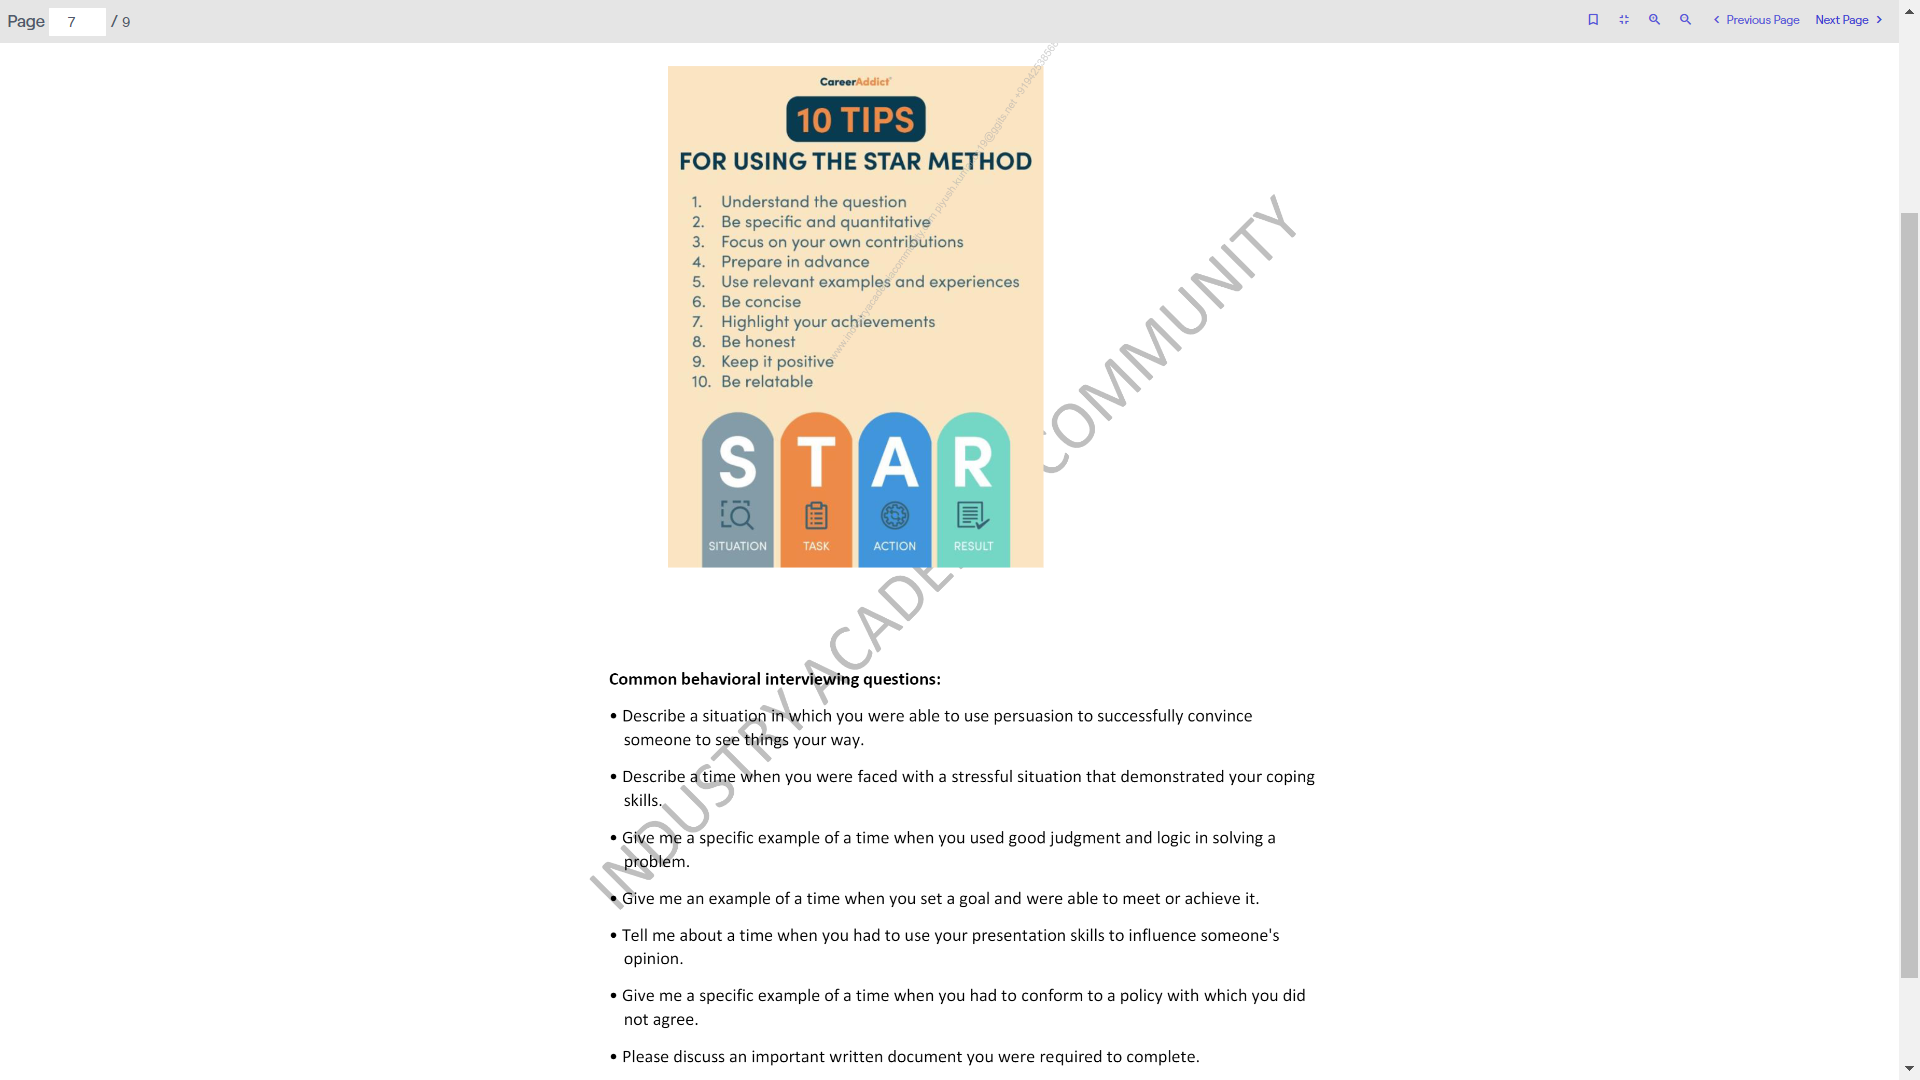 Page 7 / 9
Previous Page Next Page
CareerAddict
10 TIPS
FOR USING THE STAR METHOD
1. Understand the question
2. Be specific and quantitative
3. Focus on your own contributions
4. Prepare in advance
5. Use relevant examples and experiences
6. Be concise
7. Highlight your achievements
8. Be honest
9. Keep it positive
10. Be relatable
S T A R
SITUATION TASK ACTION RESULT
INDUSTRY COMMUNITY
Common behavioral interviewing questions:
• Describe a situation in which you were able to use persuasion to successfully convince
someone to see things your way.
• Describe a time when you were faced with a stressful situation that demonstrated your coping
skills.
• Give me a specific example of a time when you used good judgment and logic in solving a
problem.
• Give me an example of a time when you set a goal and were able to meet or achieve it.
• Tell me about a time when you had to use your presentation skills to influence someone's
opinion.
• Give me a specific example of a time when you had to conform to a policy with which you did
not agree.
• Please discuss an important written document you were required to complete.